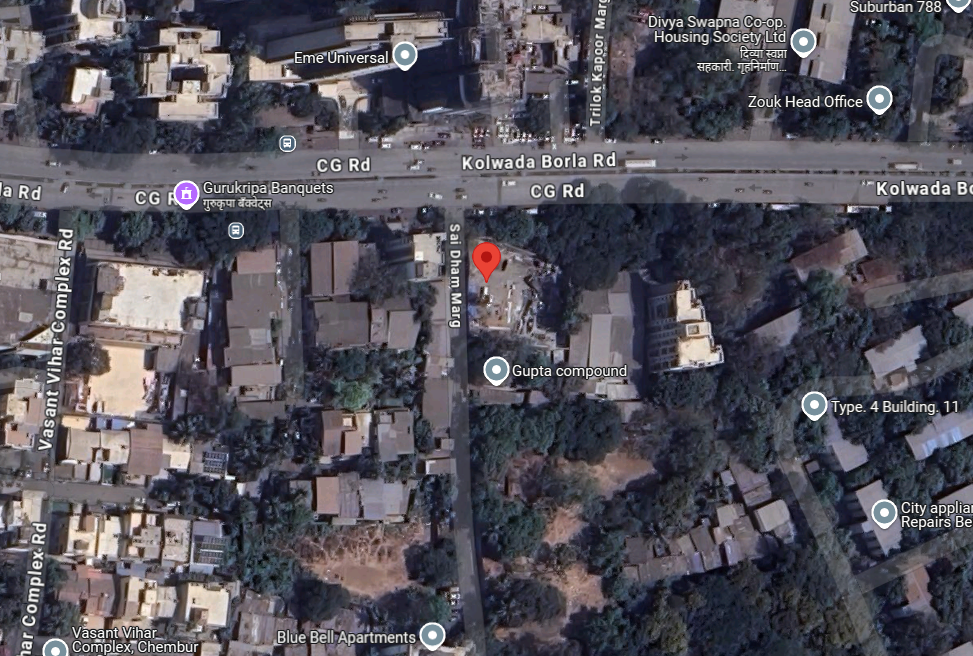 Suburban 788
Divya Swapna Co-op.
Housing Society Ltd
दिव्या स्वप्ना
सहकारी. गृहनिर्माण...
Eme Universal
Trilok Kapoor Marg
Zouk Head Office
CG Rd
Kolwada Borla Rd
la Rd
CG R
Gurukripa Banquets
गुरुकृपा बँक्वेट्स
CG Rd
Kolwada Bo
Vasant Vihar Complex Rd
Sai Dham Marg
Gupta compound
Type. 4 Building. 11
City applian
Repairs Be
har Complex Rd
Vasant Vihar
Complex, Chembur
Blue Bell Apartments